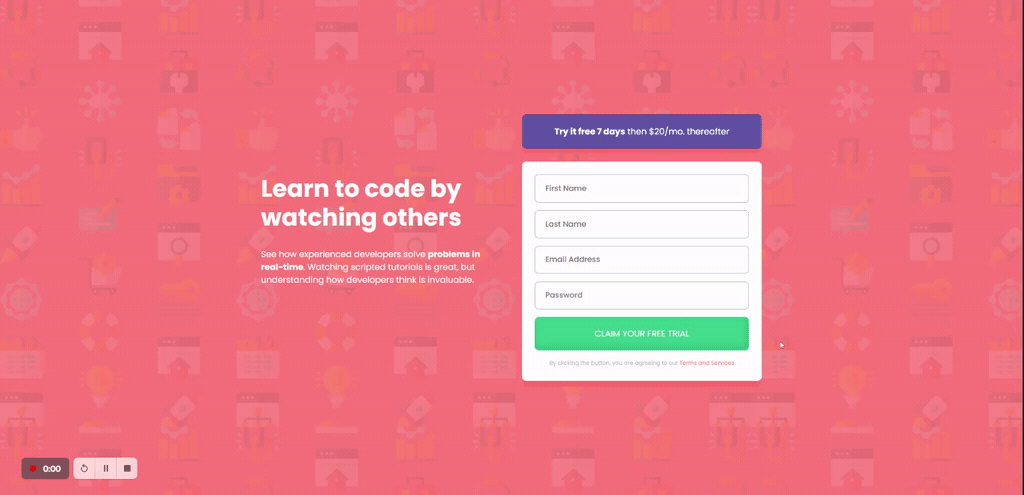 Try it free 7 days then $20/mo. thereafter
Learn to code by
watching others
See how experienced developers solve problems in
real-time. Watching scripted tutorials is great, but
understanding how developers think is invaluable.
First Name
Last Name
Email Address
Password
CLAIM YOUR FREE TRIAL
By clicking the button, you are agreeing to our Terms and Services
0:00